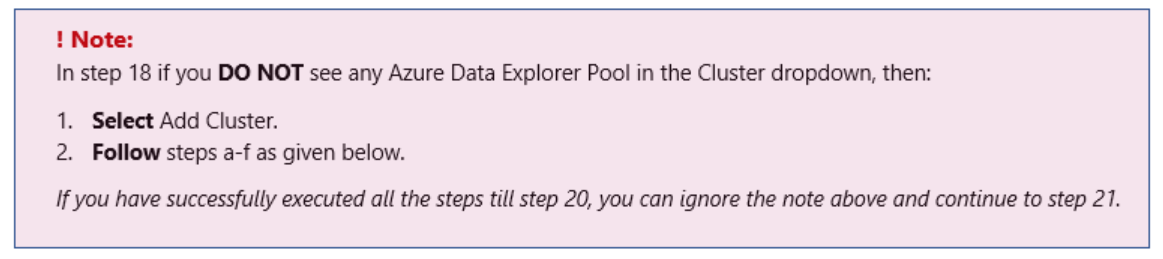 ! Note:
In step 18 if you DO NOT see any Azure Data Explorer Pool in the Cluster dropdown, then:
1. Select Add Cluster.
2. Follow steps a-f as given below.
If you have successfully executed all the steps till step 20, you can ignore the note above and continue to step 21.